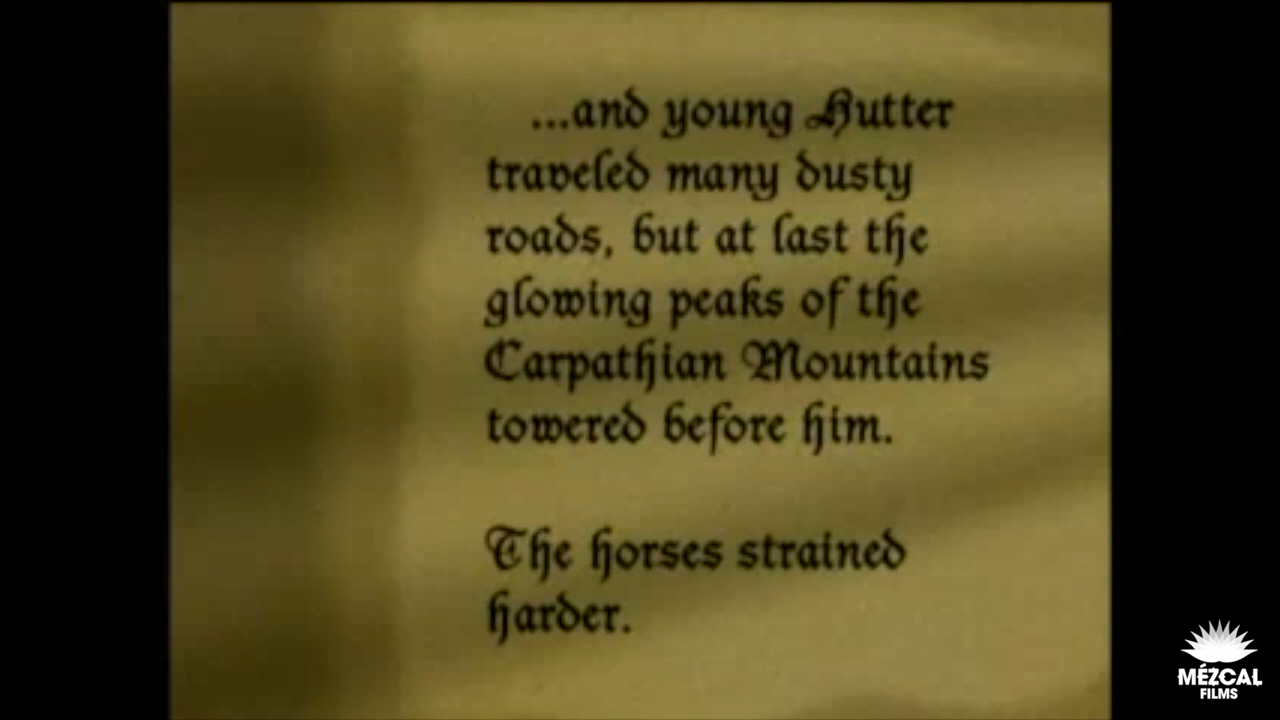 ...and young Hutter
traveled many dusty
roads, but at last the
glowing peaks of the
Carpathian Mountains
towered before him.
The horses strained
harder.
MÉZCAL
FILMS